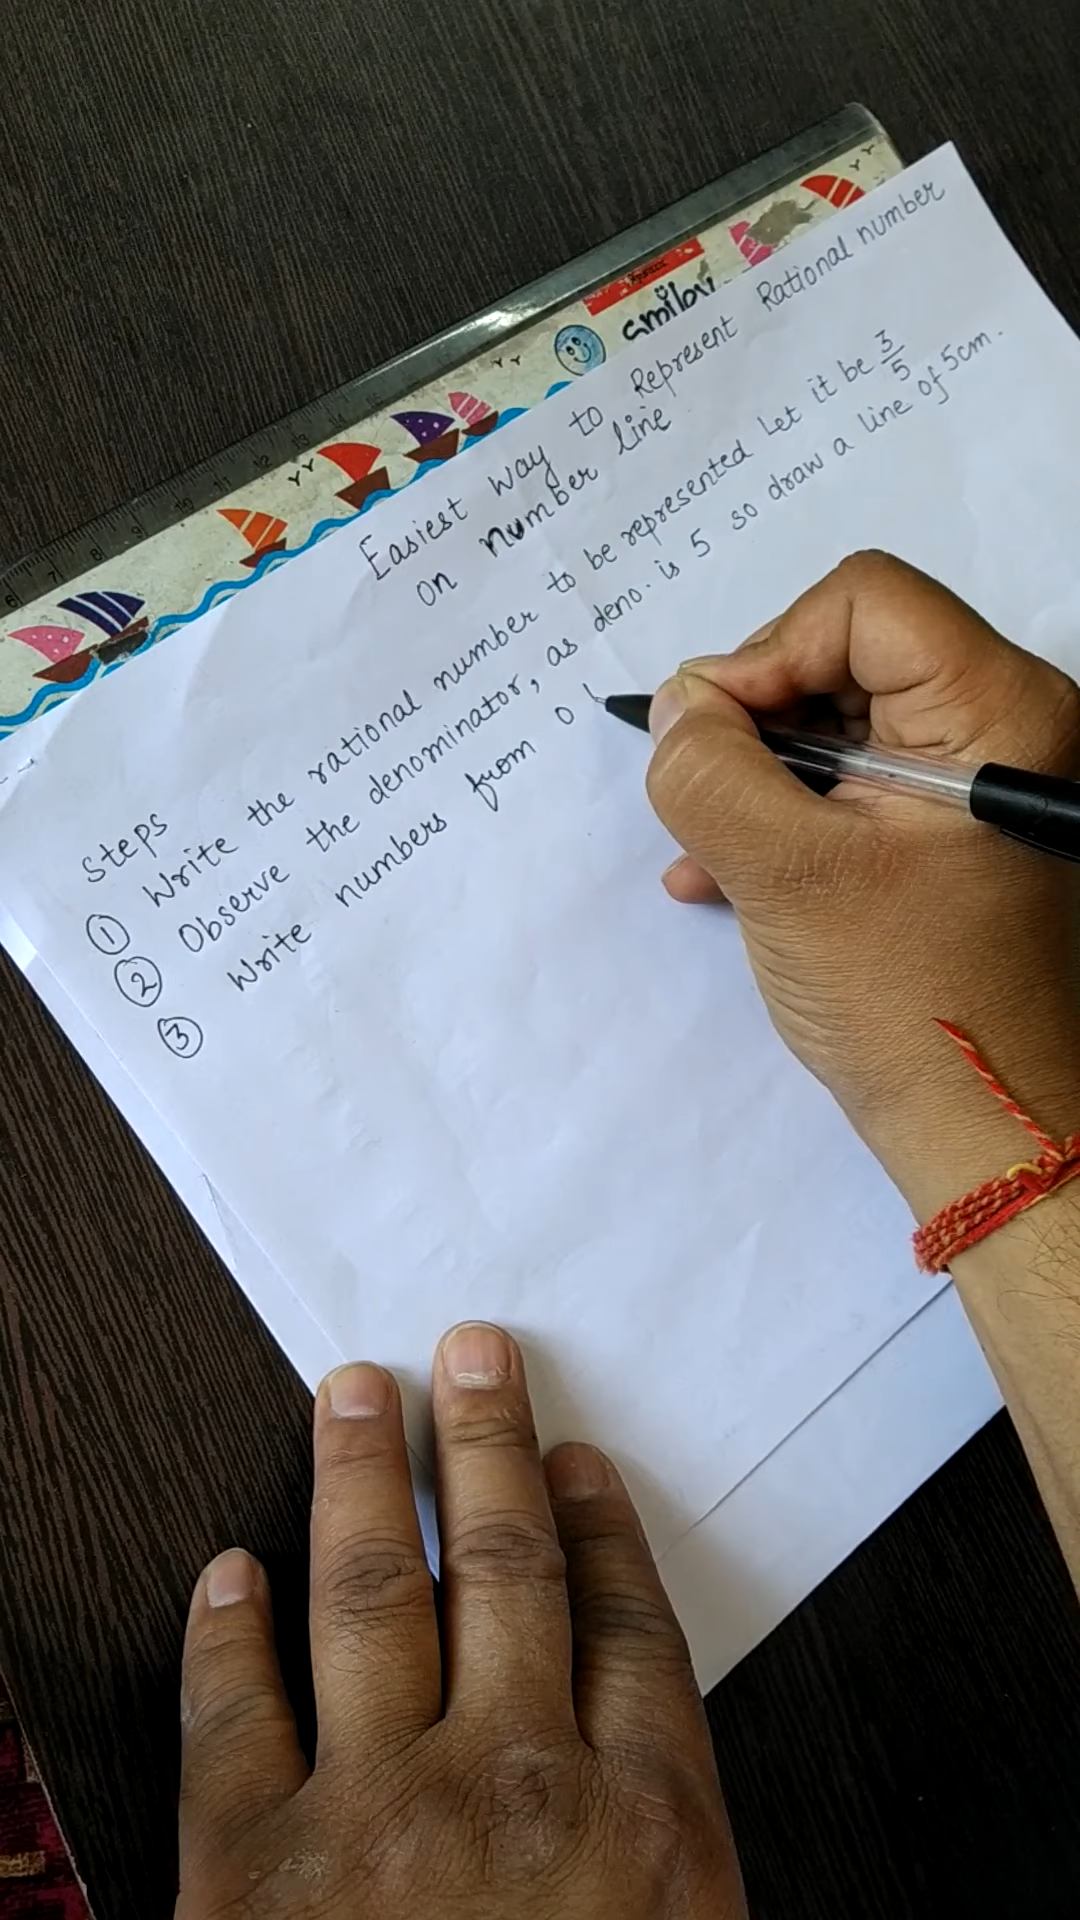 Apsara
smiley
Easiest way to Represent Rational number
on number line
steps
① Write the rational number to be represented Let it be 3/5
② Observe the denominator, as deno. is 5 so draw a line of 5cm.
③ Write numbers from 0